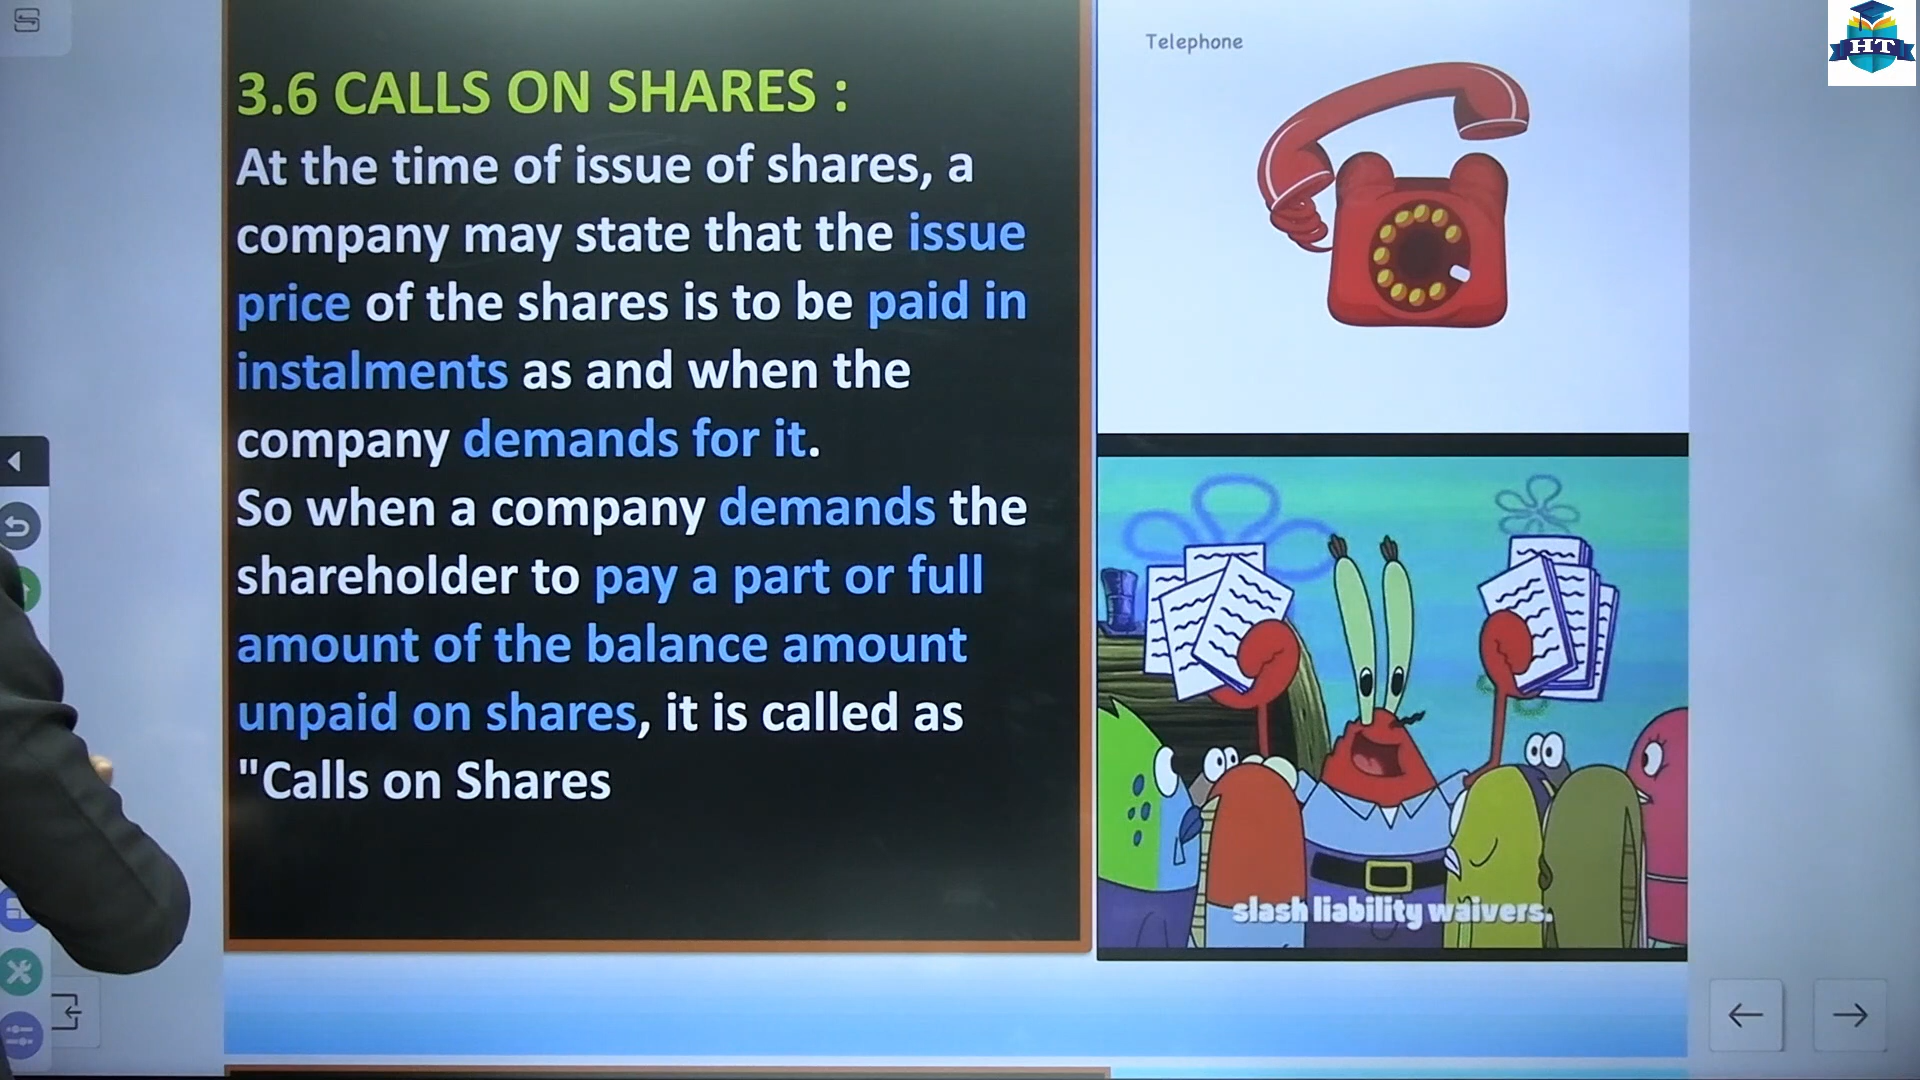 3.6 CALLS ON SHARES :
At the time of issue of shares, a
company may state that the issue
price of the shares is to be paid in
instalments as and when the
company demands for it.
So when a company demands the
shareholder to pay a part or full
amount of the balance amount
unpaid on shares, it is called as
"Calls on Shares
Telephone
slash liability waivers.
HT